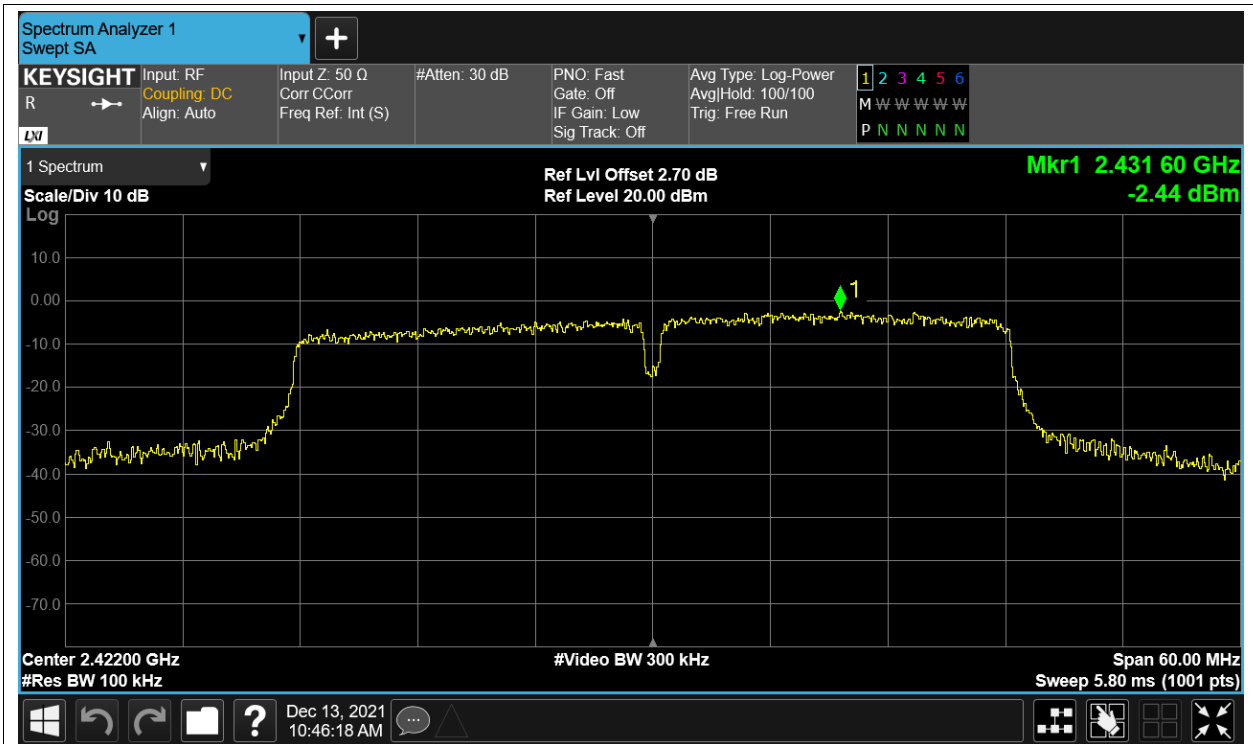 Spectrum Analyzer 1
Swept SA
KEYSIGHT
R
LXI
Input: RF
Coupling: DC
Align: Auto
Input Z: 50 Ω
Corr CCorr
Freq Ref: Int (S)
#Atten: 30 dB
PNO: Fast
Gate: Off
IF Gain: Low
Sig Track: Off
Avg Type: Log-Power
Avg|Hold: 100/100
Trig: Free Run
1 2 3 4 5 6
M W W W W W
P N N N N N
1 Spectrum
Scale/Div 10 dB
Ref Lvl Offset 2.70 dB
Ref Level 20.00 dBm
Mkr1 2.431 60 GHz
-2.44 dBm
Log
10.0
0.00
-10.0
-20.0
-30.0
-40.0
-50.0
-60.0
-70.0
1
Center 2.42200 GHz
#Video BW 300 kHz
Span 60.00 MHz
#Res BW 100 kHz
Sweep 5.80 ms (1001 pts)
?
Dec 13, 2021
10:46:18 AM